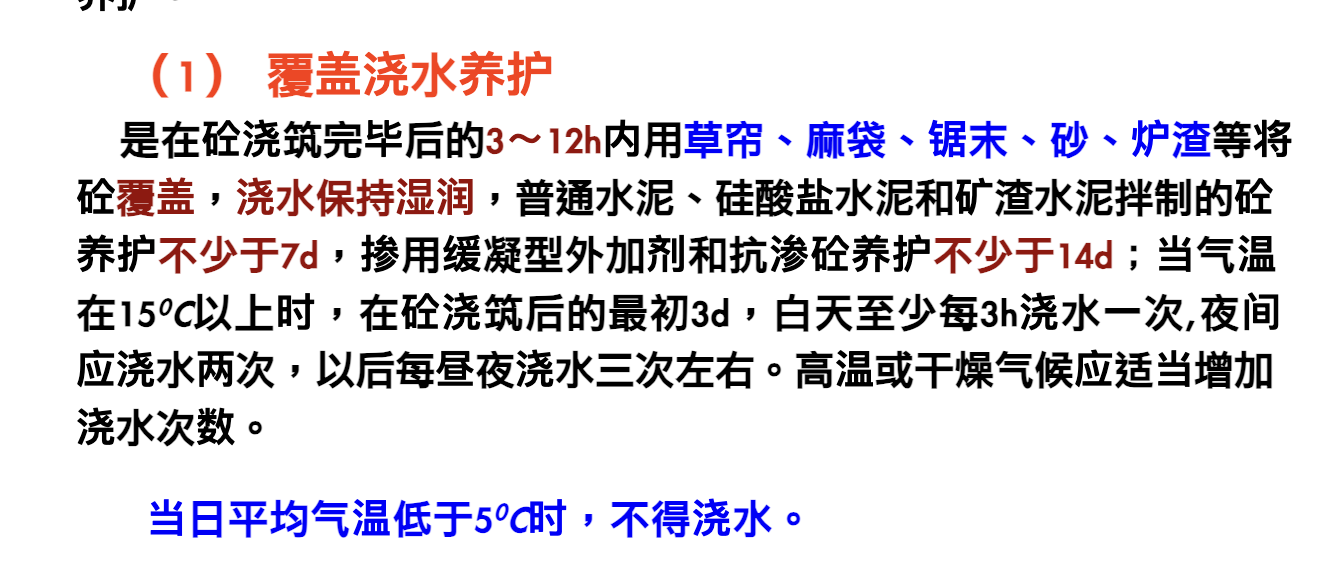 养护。
（1） 覆盖浇水养护
是在砼浇筑完毕后的3～12h内用草帘、麻袋、锯末、砂、炉渣等将
砼覆盖，浇水保持湿润，普通水泥、硅酸盐水泥和矿渣水泥拌制的砼
养护不少于7d，掺用缓凝型外加剂和抗渗砼养护不少于14d；当气温
在15⁰C以上时，在砼浇筑后的最初3d，白天至少每3h浇水一次,夜间
应浇水两次，以后每昼夜浇水三次左右。高温或干燥气候应适当增加
浇水次数。
当日平均气温低于5⁰C时，不得浇水。